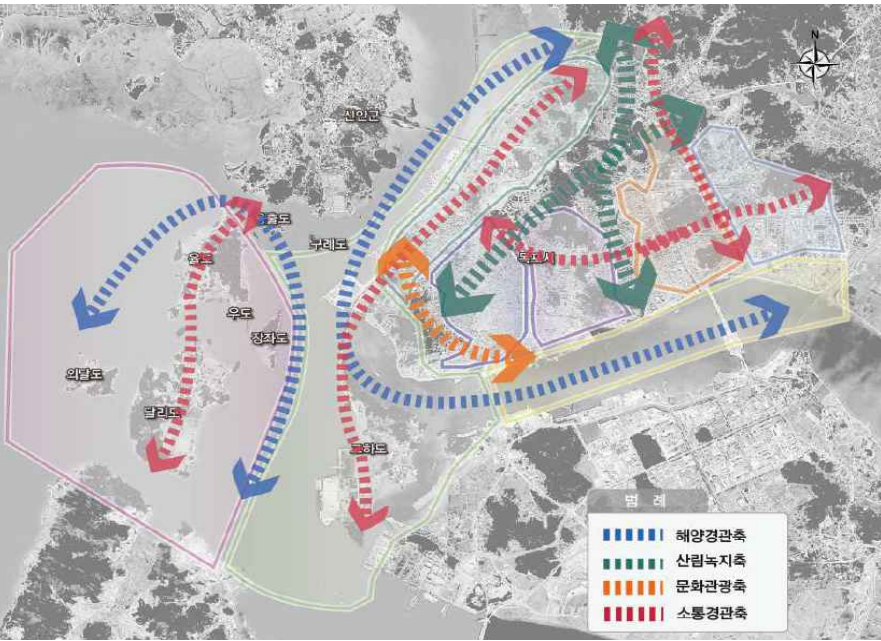 N
신안군
구례도
율도
목포시
우도
장좌도
외달도
달리도
고하도
범 례
해양경관축
산림녹지축
문화관광축
소통경관축